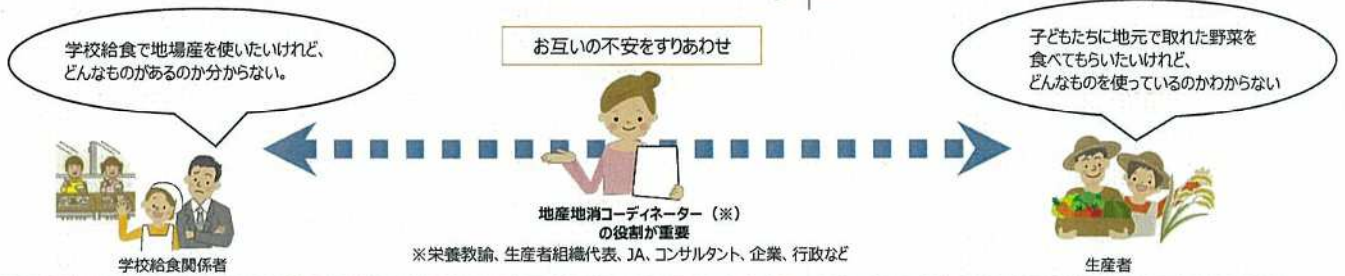 学校給食で地場産を使いたいけれど、
どんなものがあるのか分からない。
お互いの不安をすりあわせ
子どもたちに地元で取れた野菜を
食べてもらいたいけれど、
どんなものを使っているのかわからない
地産地消コーディネーター（※）
の役割が重要
※栄養教諭、生産者組織代表、JA、コンサルタント、企業、行政など
学校給食関係者
生産者